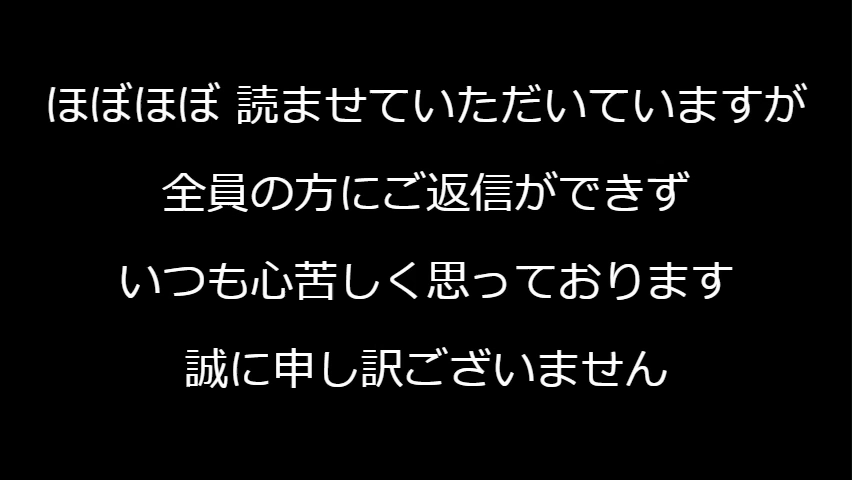 ほぼほぼ 読ませていただいていますが
全員の方にご返信ができず
いつも心苦しく思っております
誠に申し訳ございません